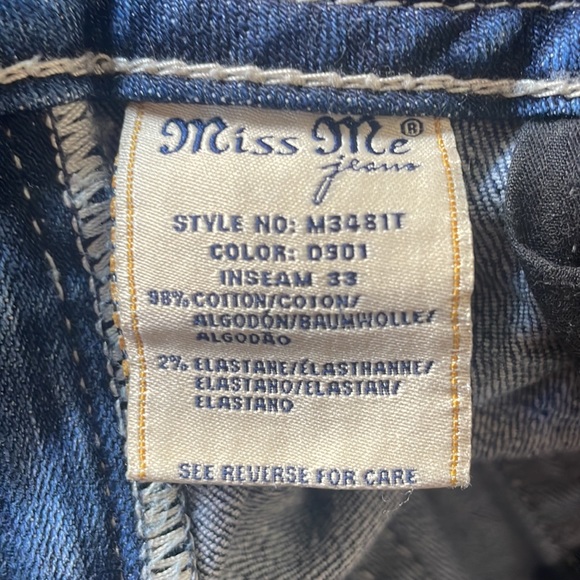 Miss Me®
jeans
STYLE NO: M3481T
COLOR: D901
INSEAM 33
98% COTTON/COTON/
ALGODÓN/BAUMWOLLE/
ALGODAO
2% ELASTANE/ÉLASTHANNE/
ELASTANO/ELASTAN/
ELASTANO
SEE REVERSE FOR CARE